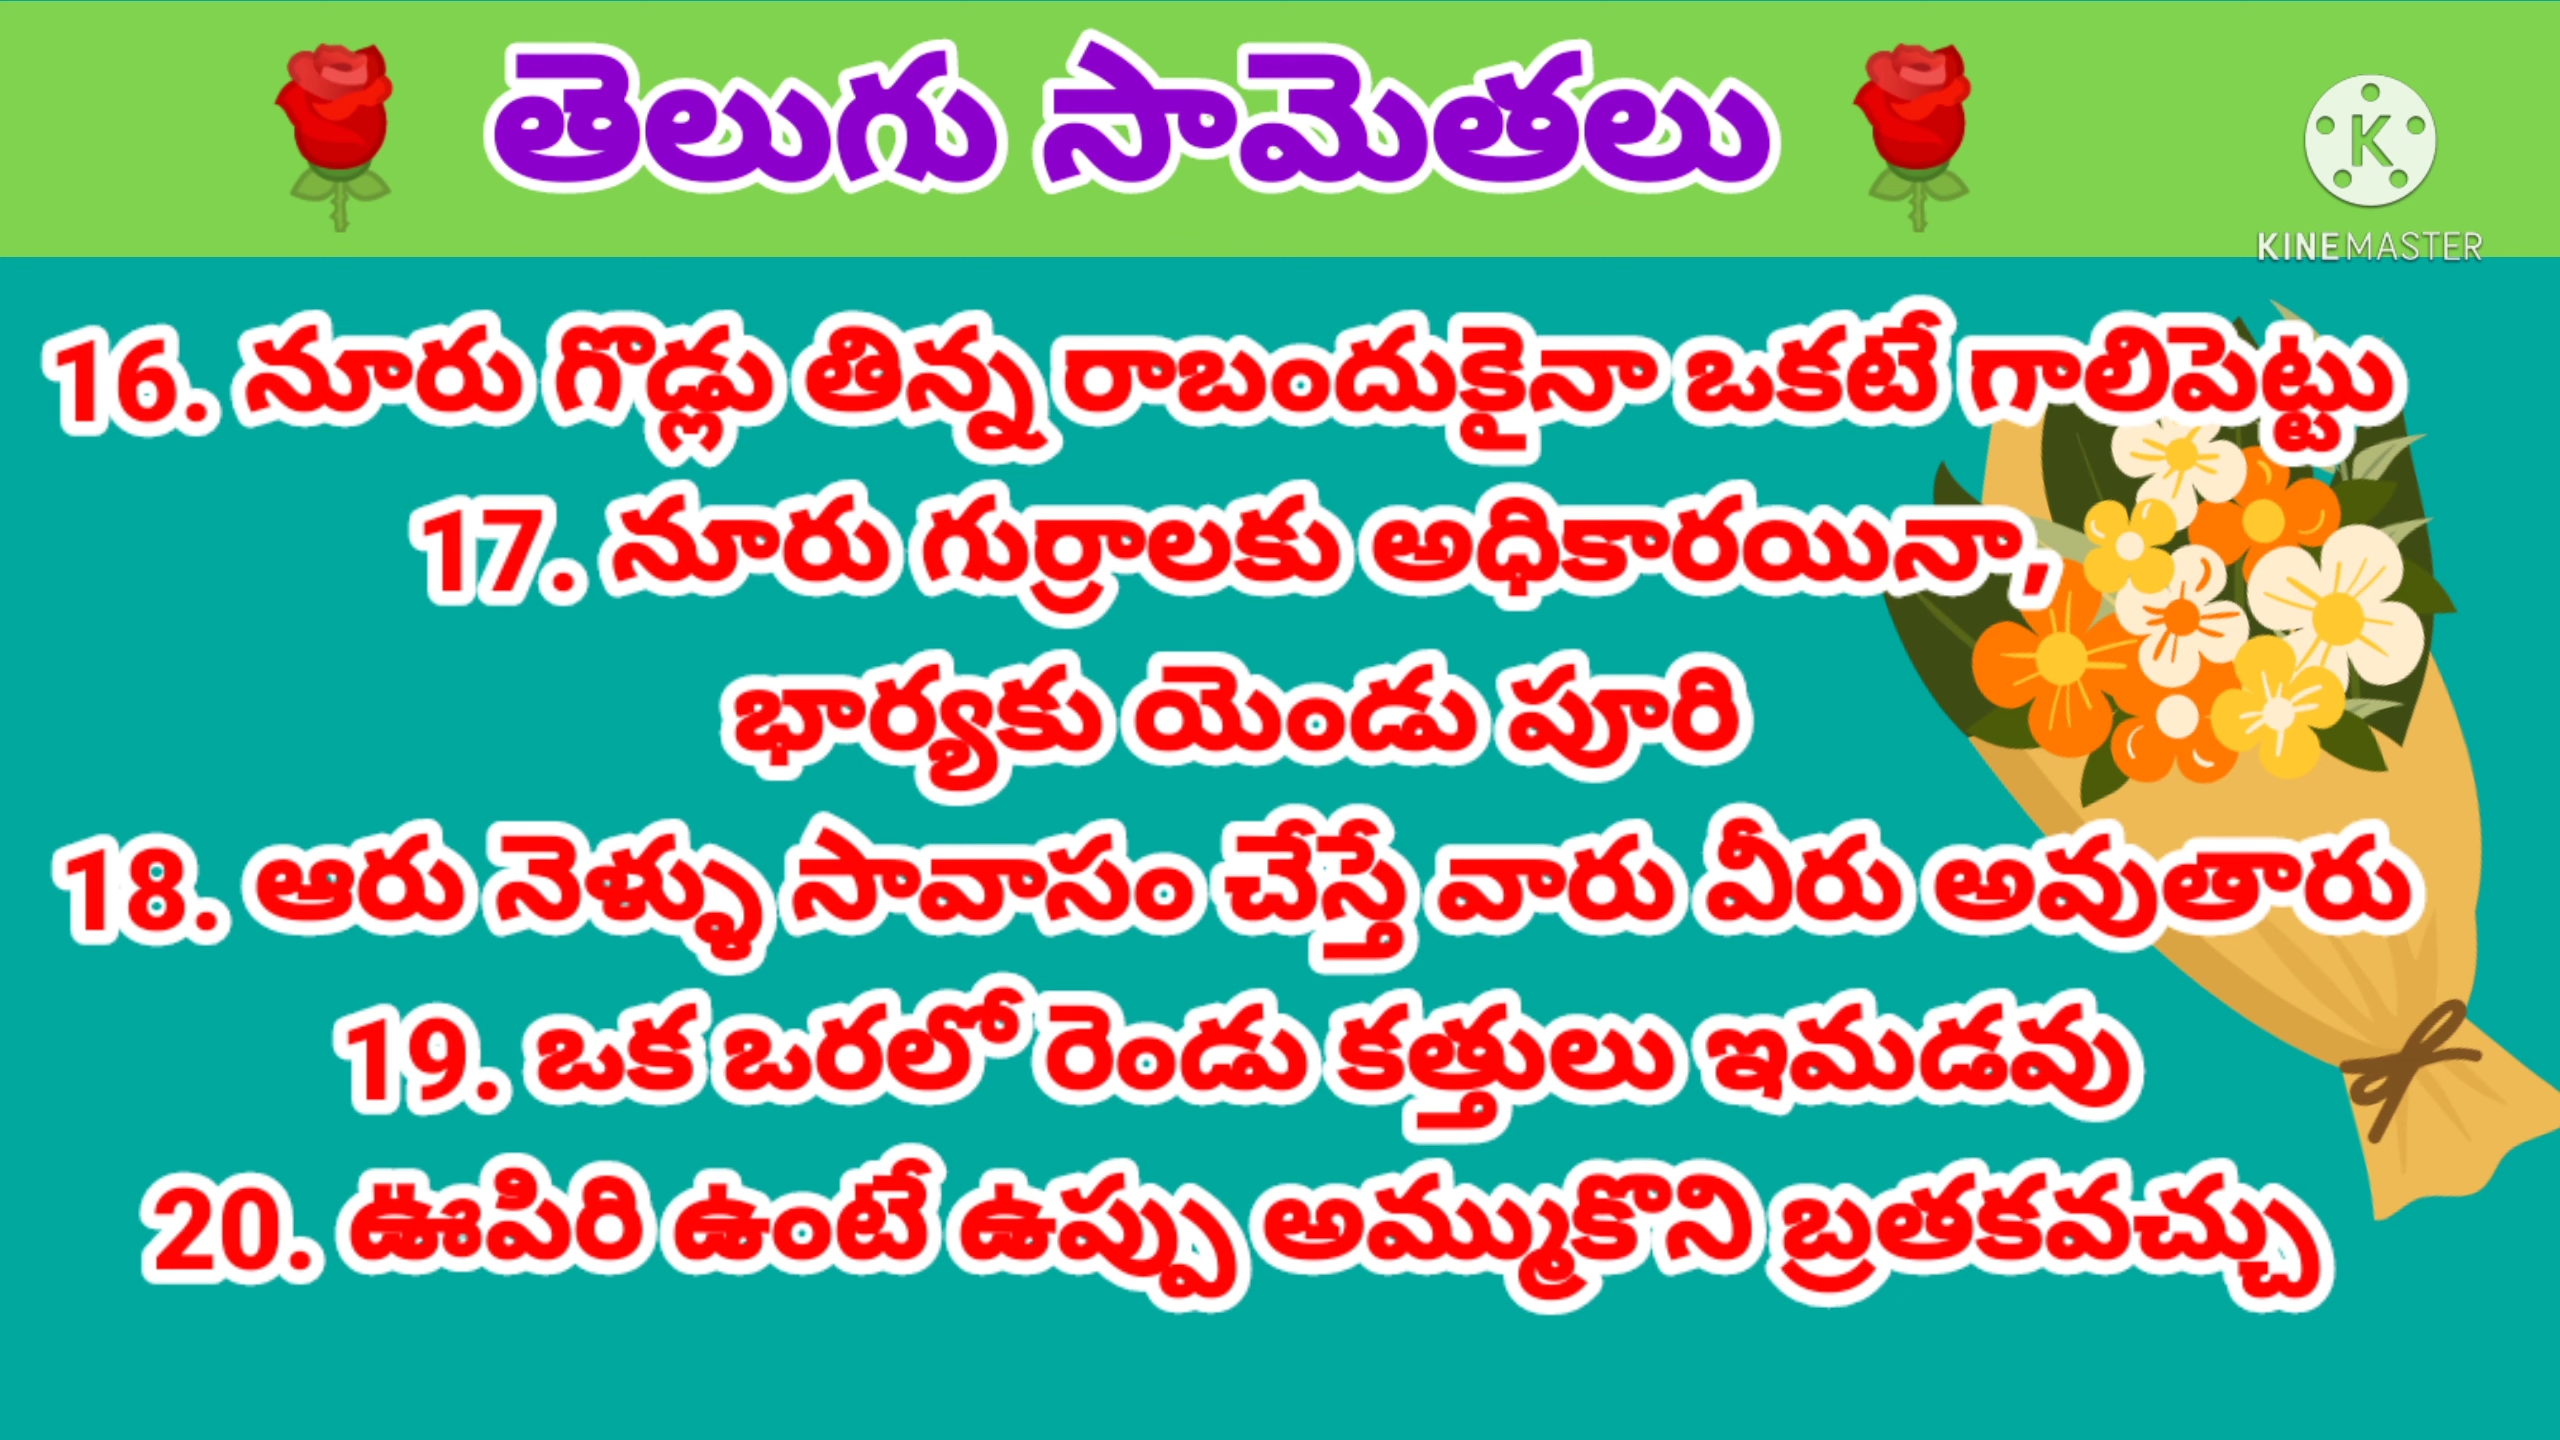 తెలుగు సామెతలు
KINEMASTER
16. నూరు గొడ్లు తిన్న రాబందుకైనా ఒకటే గాలిపెట్టు
17. నూరు గుర్రాలకు అధికారయినా,
భార్యకు యెండు పూరి
18. ఆరు నెళ్ళు సావాసం చేస్తే వారు వీరు అవుతారు
19. ఒక ఒరలో రెండు కత్తులు ఇమడవు
20. ఊపిరి ఉంటే ఉప్పు అమ్ముకొని బ్రతకవచ్చు